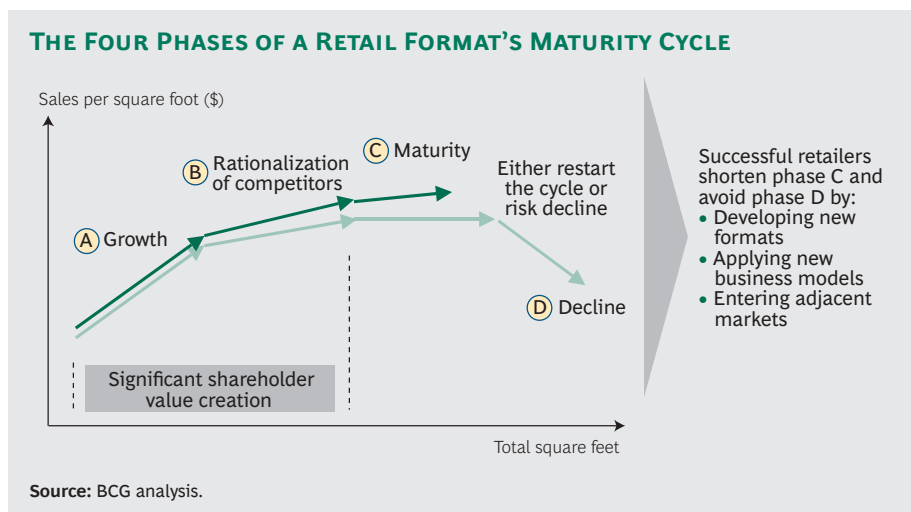 THE FOUR PHASES OF A RETAIL FORMAT'S MATURITY CYCLE
Sales per square foot ($)
A Growth
B Rationalization
of competitors
C Maturity
Either restart
the cycle or
risk decline
D Decline
Significant shareholder
value creation
Total square feet
Successful retailers
shorten phase C and
avoid phase D by:
• Developing new
formats
• Applying new
business models
• Entering adjacent
markets
Source: BCG analysis.